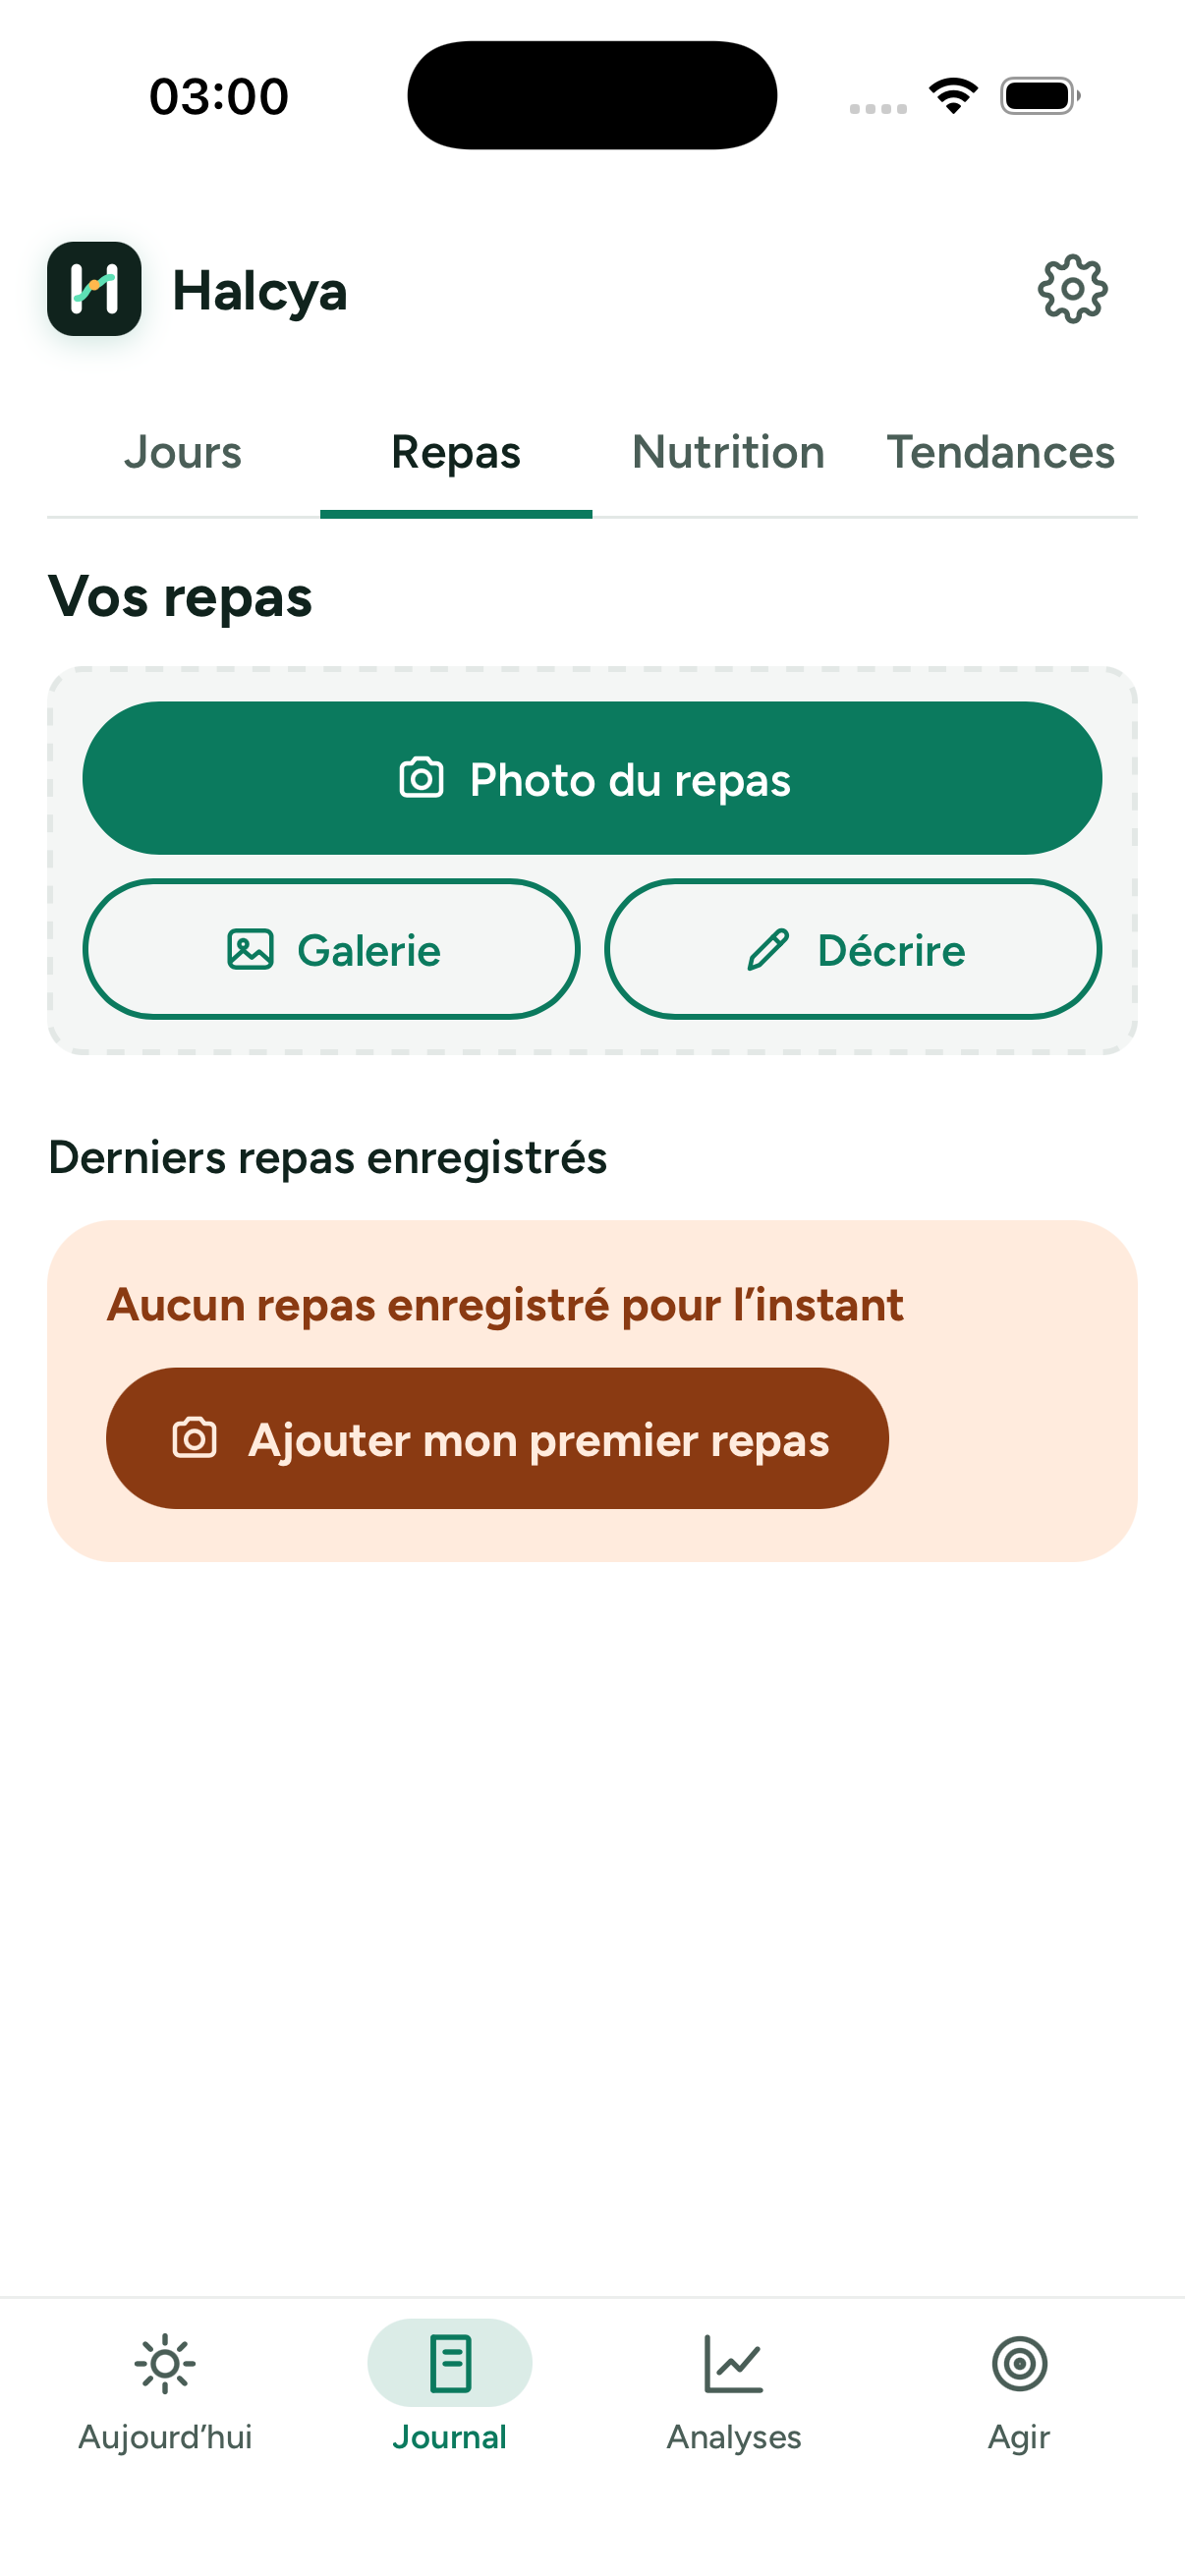 03:00
Halcya
Jours Repas Nutrition Tendances
Vos repas
Photo du repas
Galerie Décrire
Derniers repas enregistrés
Aucun repas enregistré pour l’instant
Ajouter mon premier repas
Aujourd’hui Journal Analyses Agir